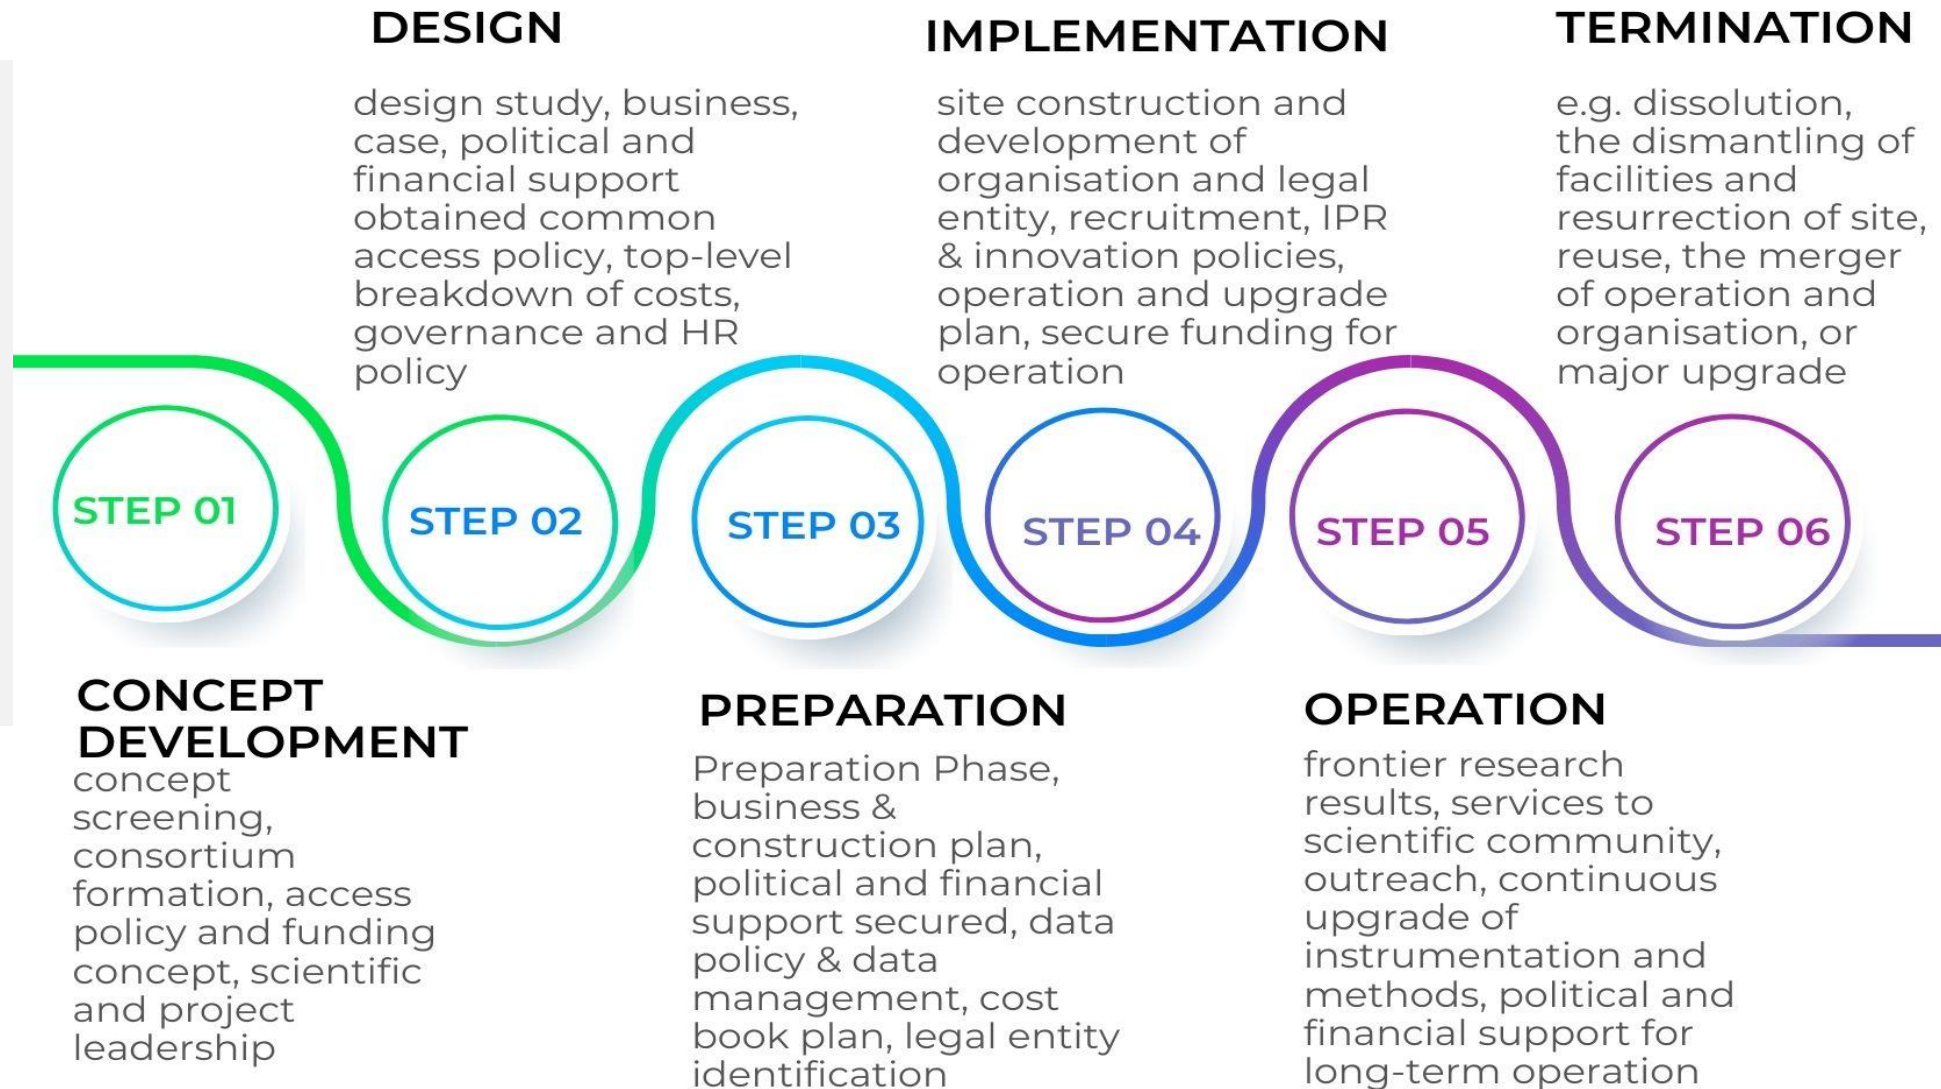 DESIGN
design study, business,
case, political and
financial support
obtained common
access policy, top-level
breakdown of costs,
governance and HR
policy
IMPLEMENTATION
site construction and
development of
organisation and legal
entity, recruitment, IPR
& innovation policies,
operation and upgrade
plan, secure funding for
operation
TERMINATION
e.g. dissolution,
the dismantling of
facilities and
resurrection of site,
reuse, the merger
of operation and
organisation, or
major upgrade
STEP 01
STEP 02
STEP 03
STEP 04
STEP 05
STEP 06
CONCEPT
DEVELOPMENT
concept
screening,
consortium
formation, access
policy and funding
concept, scientific
and project
leadership
PREPARATION
Preparation Phase,
business &
construction plan,
political and financial
support secured, data
policy & data
management, cost
book plan, legal entity
identification
OPERATION
frontier research
results, services to
scientific community,
outreach, continuous
upgrade of
instrumentation and
methods, political and
financial support for
long-term operation